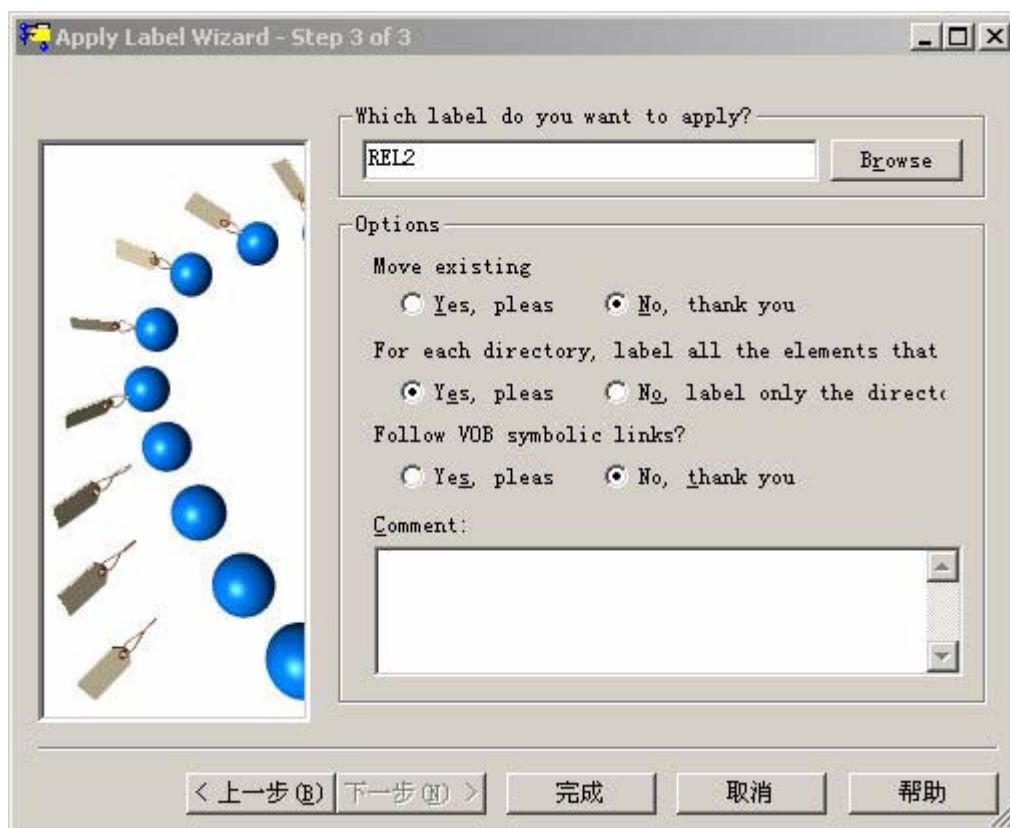 Apply Label Wizard - Step 3 of 3
Which label do you want to apply?
REL2 Browse
Options
Move existing
Yes, pleas No, thank you
For each directory, label all the elements that
Yes, pleas No, label only the directo
Follow VOB symbolic links?
Yes, pleas No, thank you
Comment:
< 上一步(B) 下一步(N) > 完成 取消 帮助